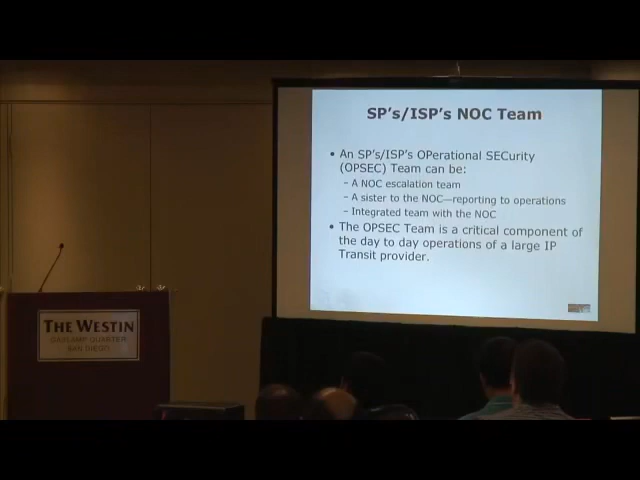 SP's/ISP's NOC Team
• An SP's/ISP's OPerational SECurity
(OPSEC) Team can be:
– A NOC escalation team
– A sister to the NOC—reporting to operations
– Integrated team with the NOC
• The OPSEC Team is a critical component of
the day to day operations of a large IP
Transit provider.
THE WESTIN
GASLAMP QUARTER
SAN DIEGO